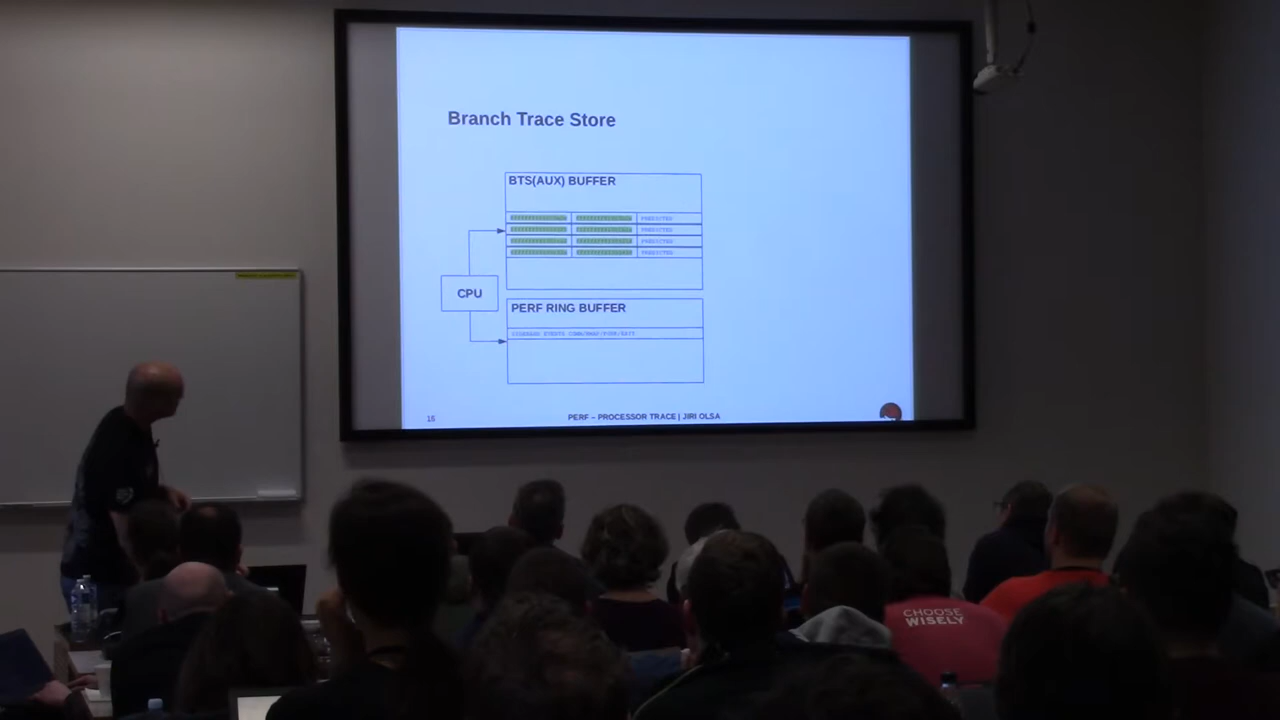 Branch Trace Store
BTS(AUX) BUFFER
PREDICTED
PREDICTED
PREDICTED
PREDICTED
CPU
PERF RING BUFFER
15 PERF – PROCESSOR TRACE | JIRI OLSA
CHOOSE
WISELY